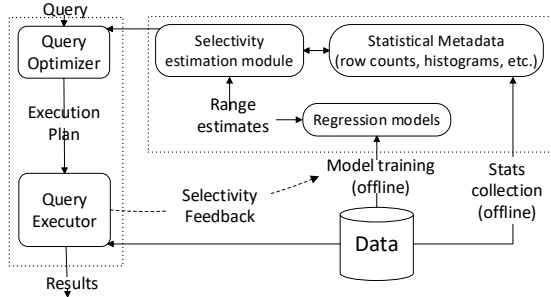 Query
Query
Optimizer
Execution
Plan
Query
Executor
Results
Selectivity
estimation module
Statistical Metadata
(row counts, histograms, etc.)
Range
estimates
Regression models
Model training
(offline)
Stats
collection
(offline)
Selectivity
Feedback
Data